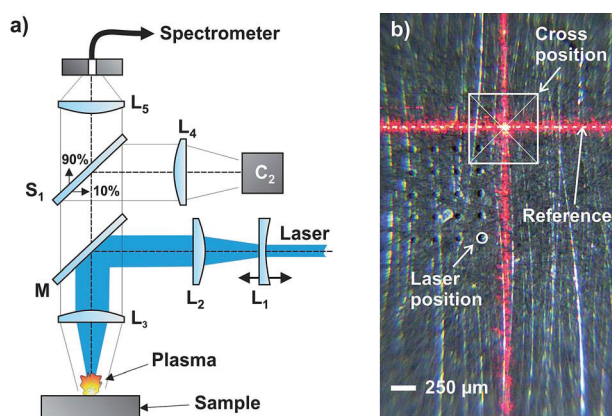 a)
Spectrometer
L5
L4
90%
S1
10%
C2
Laser
M
L2
L1
L3
Plasma
Sample
b)
Cross
position
Reference
Laser
position
250 µm